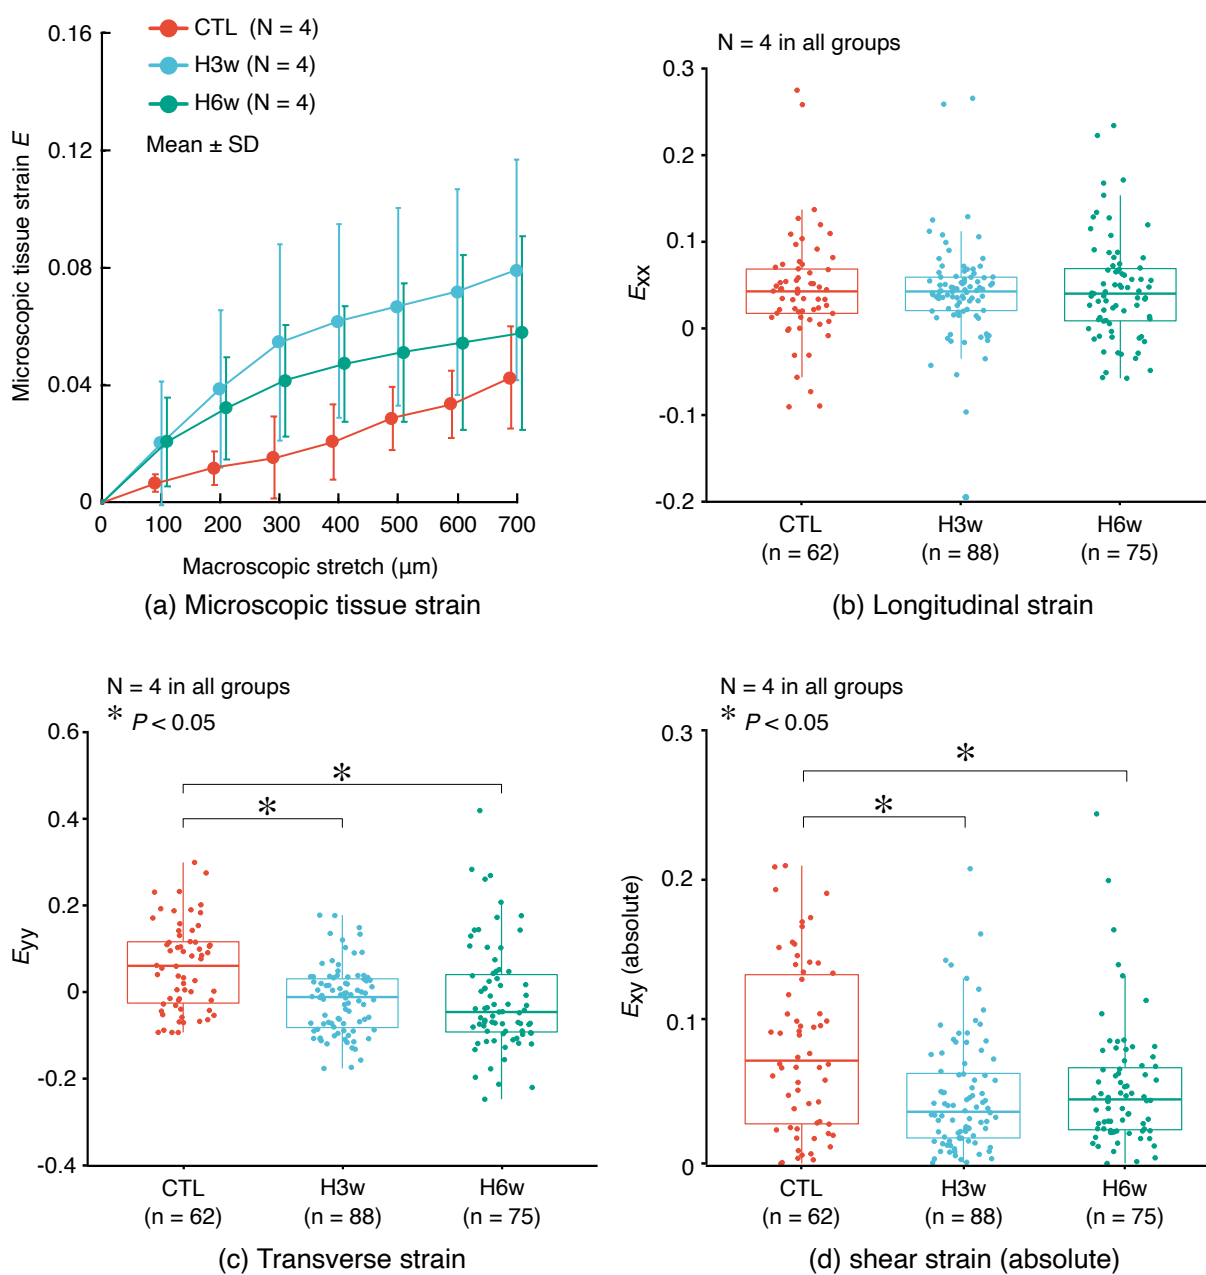 CTL (N = 4)
H3w (N = 4)
H6w (N = 4)
Mean ± SD
Microscopic tissue strain E
0.16
0.12
0.08
0.04
0
0 100 200 300 400 500 600 700
Macroscopic stretch (µm)
(a) Microscopic tissue strain
N = 4 in all groups
Exx
0.3
0.2
0.1
0
-0.1
-0.2
CTL H3w H6w
(n = 62) (n = 88) (n = 75)
(b) Longitudinal strain
N = 4 in all groups
* P < 0.05
Eyy
0.6
0.4
0.2
0
-0.2
-0.4
*
*
CTL H3w H6w
(n = 62) (n = 88) (n = 75)
(c) Transverse strain
N = 4 in all groups
* P < 0.05
Exy (absolute)
0.3
0.2
0.1
0
*
*
CTL H3w H6w
(n = 62) (n = 88) (n = 75)
(d) shear strain (absolute)